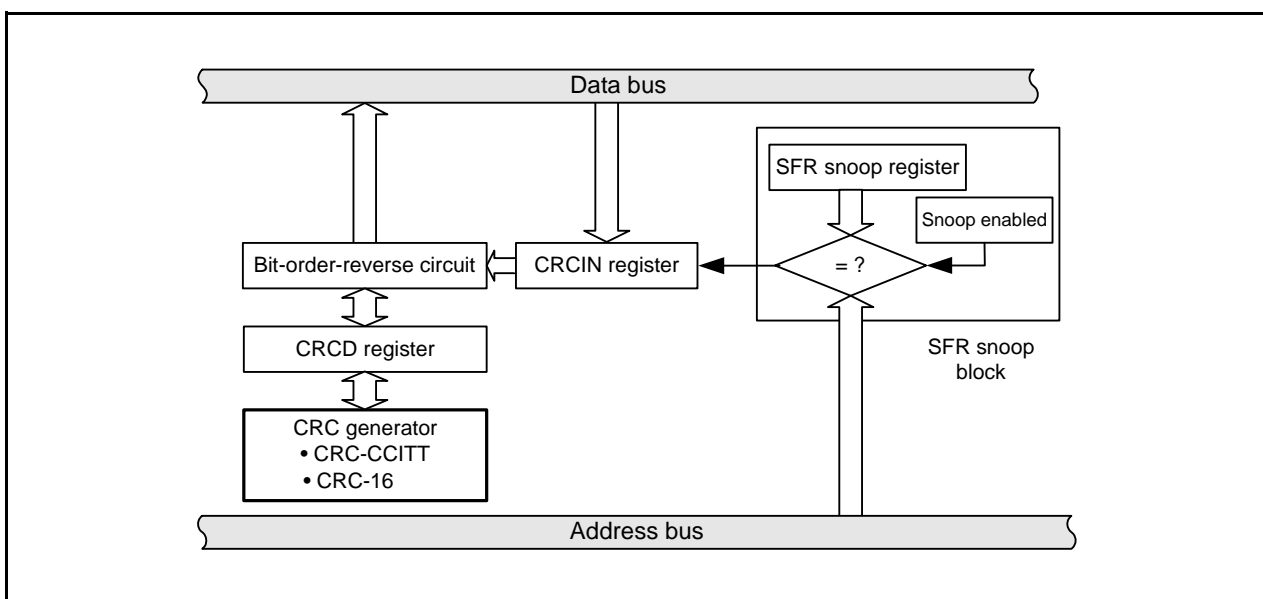 Data bus
SFR snoop register
Snoop enabled
Bit-order-reverse circuit
CRCIN register
= ?
CRCD register
SFR snoop
block
CRC generator
• CRC-CCITT
• CRC-16
Address bus